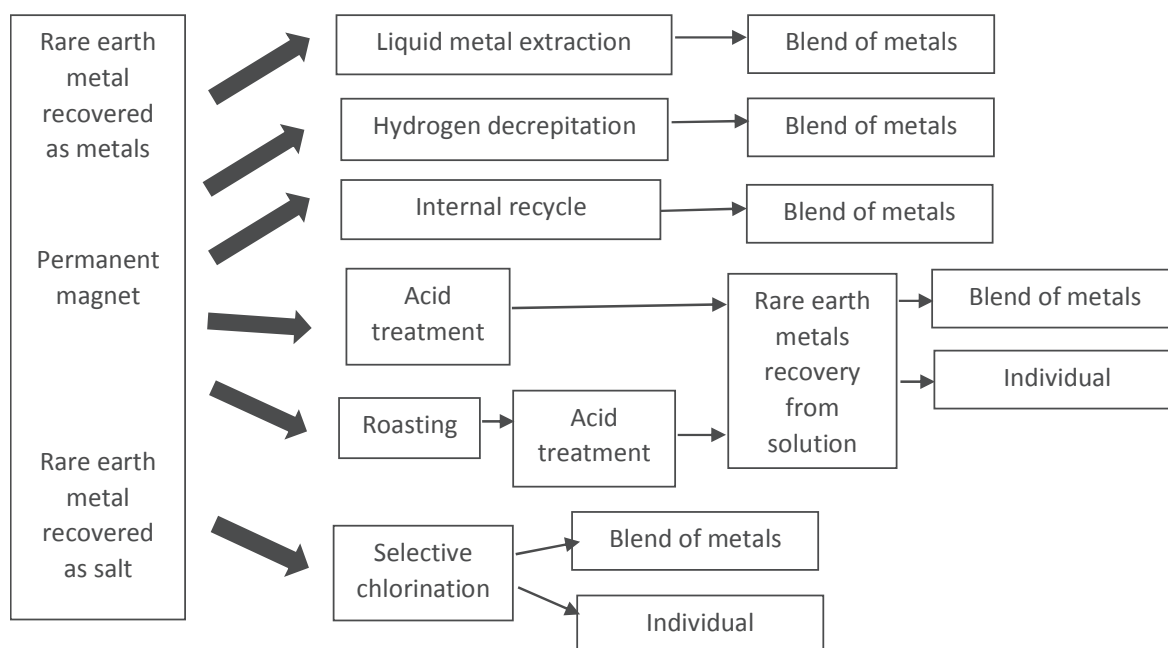 Rare earth
metal
recovered
as metals
Permanent
magnet
Rare earth
metal
recovered
as salt
Liquid metal extraction
Blend of metals
Hydrogen decrepitation
Blend of metals
Internal recycle
Blend of metals
Acid
treatment
Roasting
Acid
treatment
Rare earth
metals
recovery
from
solution
Blend of metals
Individual
Selective
chlorination
Blend of metals
Individual